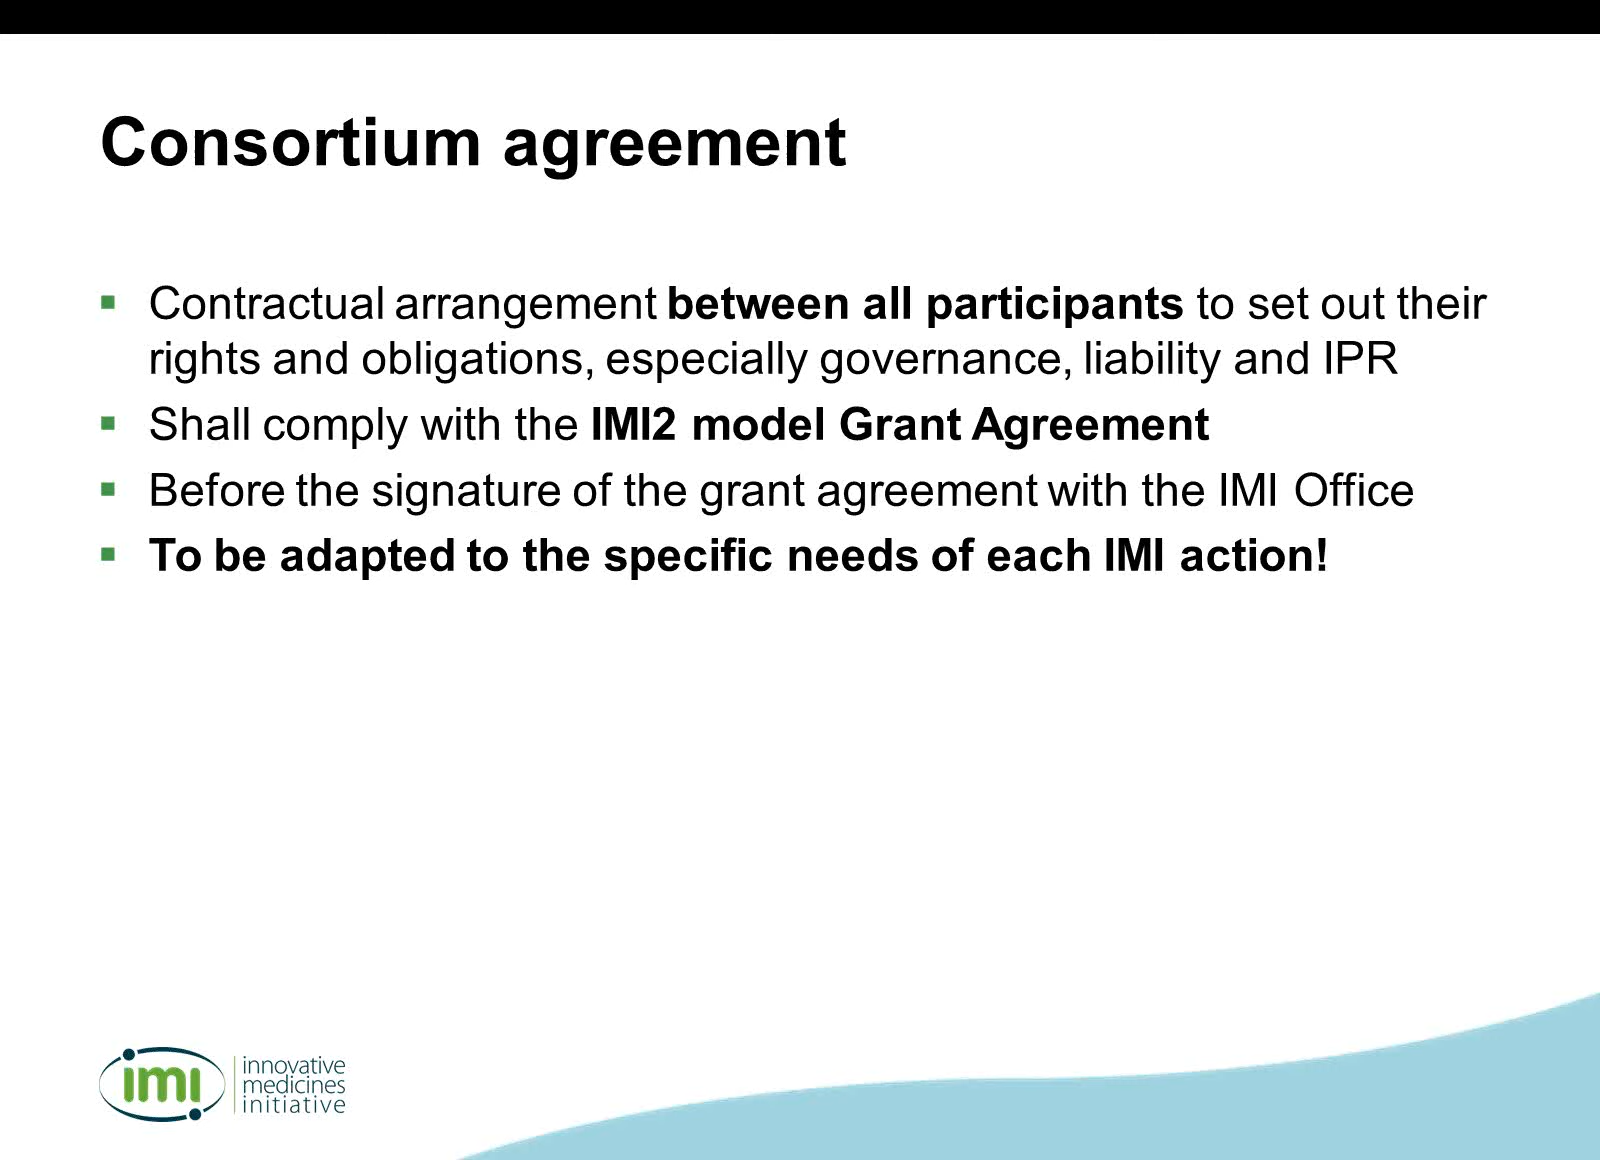 Consortium agreement
▪ Contractual arrangement between all participants to set out their
rights and obligations, especially governance, liability and IPR
▪ Shall comply with the IMI2 model Grant Agreement
▪ Before the signature of the grant agreement with the IMI Office
▪ To be adapted to the specific needs of each IMI action!
imi
innovative
medicines
initiative